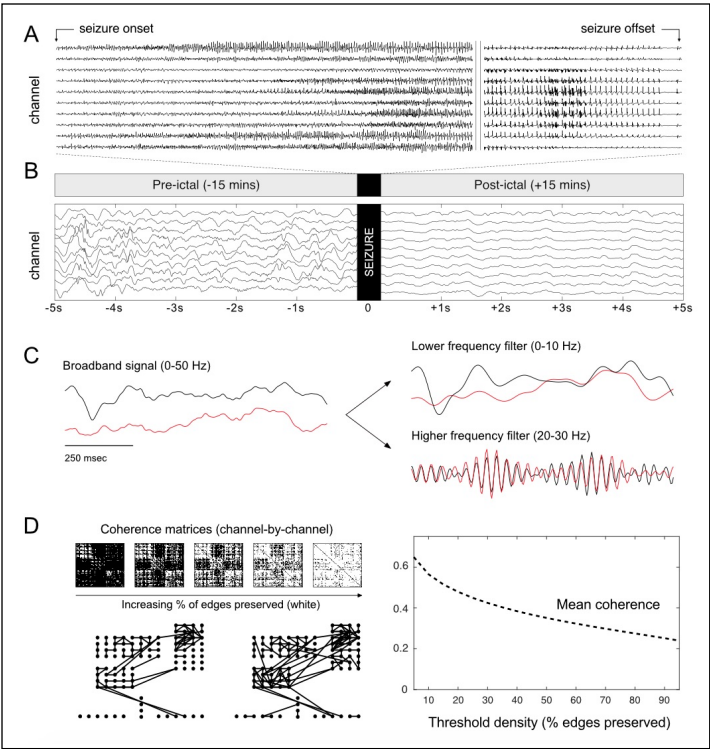 A
seizure onset
seizure offset
channel
B
Pre-ictal (-15 mins)
Post-ictal (+15 mins)
channel
SEIZURE
-5s -4s -3s -2s -1s 0 +1s +2s +3s +4s +5s
C
Broadband signal (0-50 Hz)
250 msec
Lower frequency filter (0-10 Hz)
Higher frequency filter (20-30 Hz)
D
Coherence matrices (channel-by-channel)
Increasing % of edges preserved (white)
0.6
0.4
0.2
0
Mean coherence
10 20 30 40 50 60 70 80 90
Threshold density (% edges preserved)